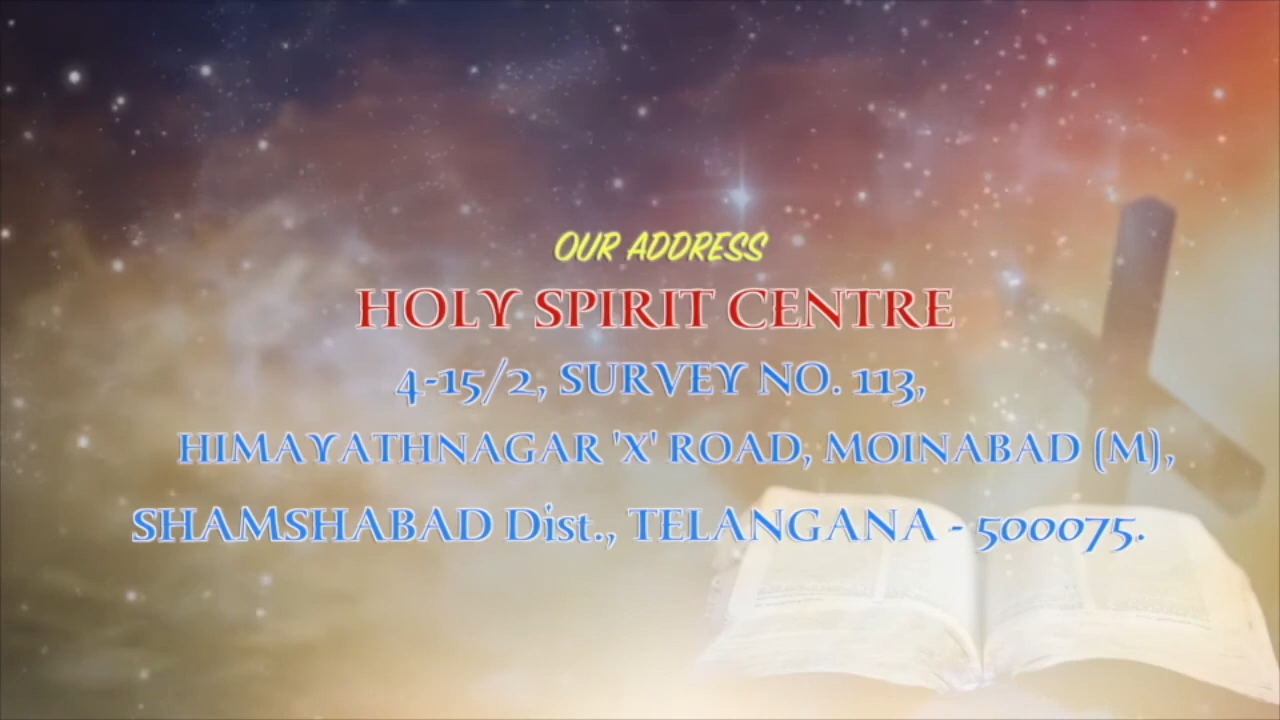 OUR ADDRESS
HOLY SPIRIT CENTRE
4-15/2, SURVEY NO. 113,
HIMAYATHNAGAR 'X' ROAD, MOINABAD (M),
SHAMSHABAD Dist., TELANGANA - 500075.